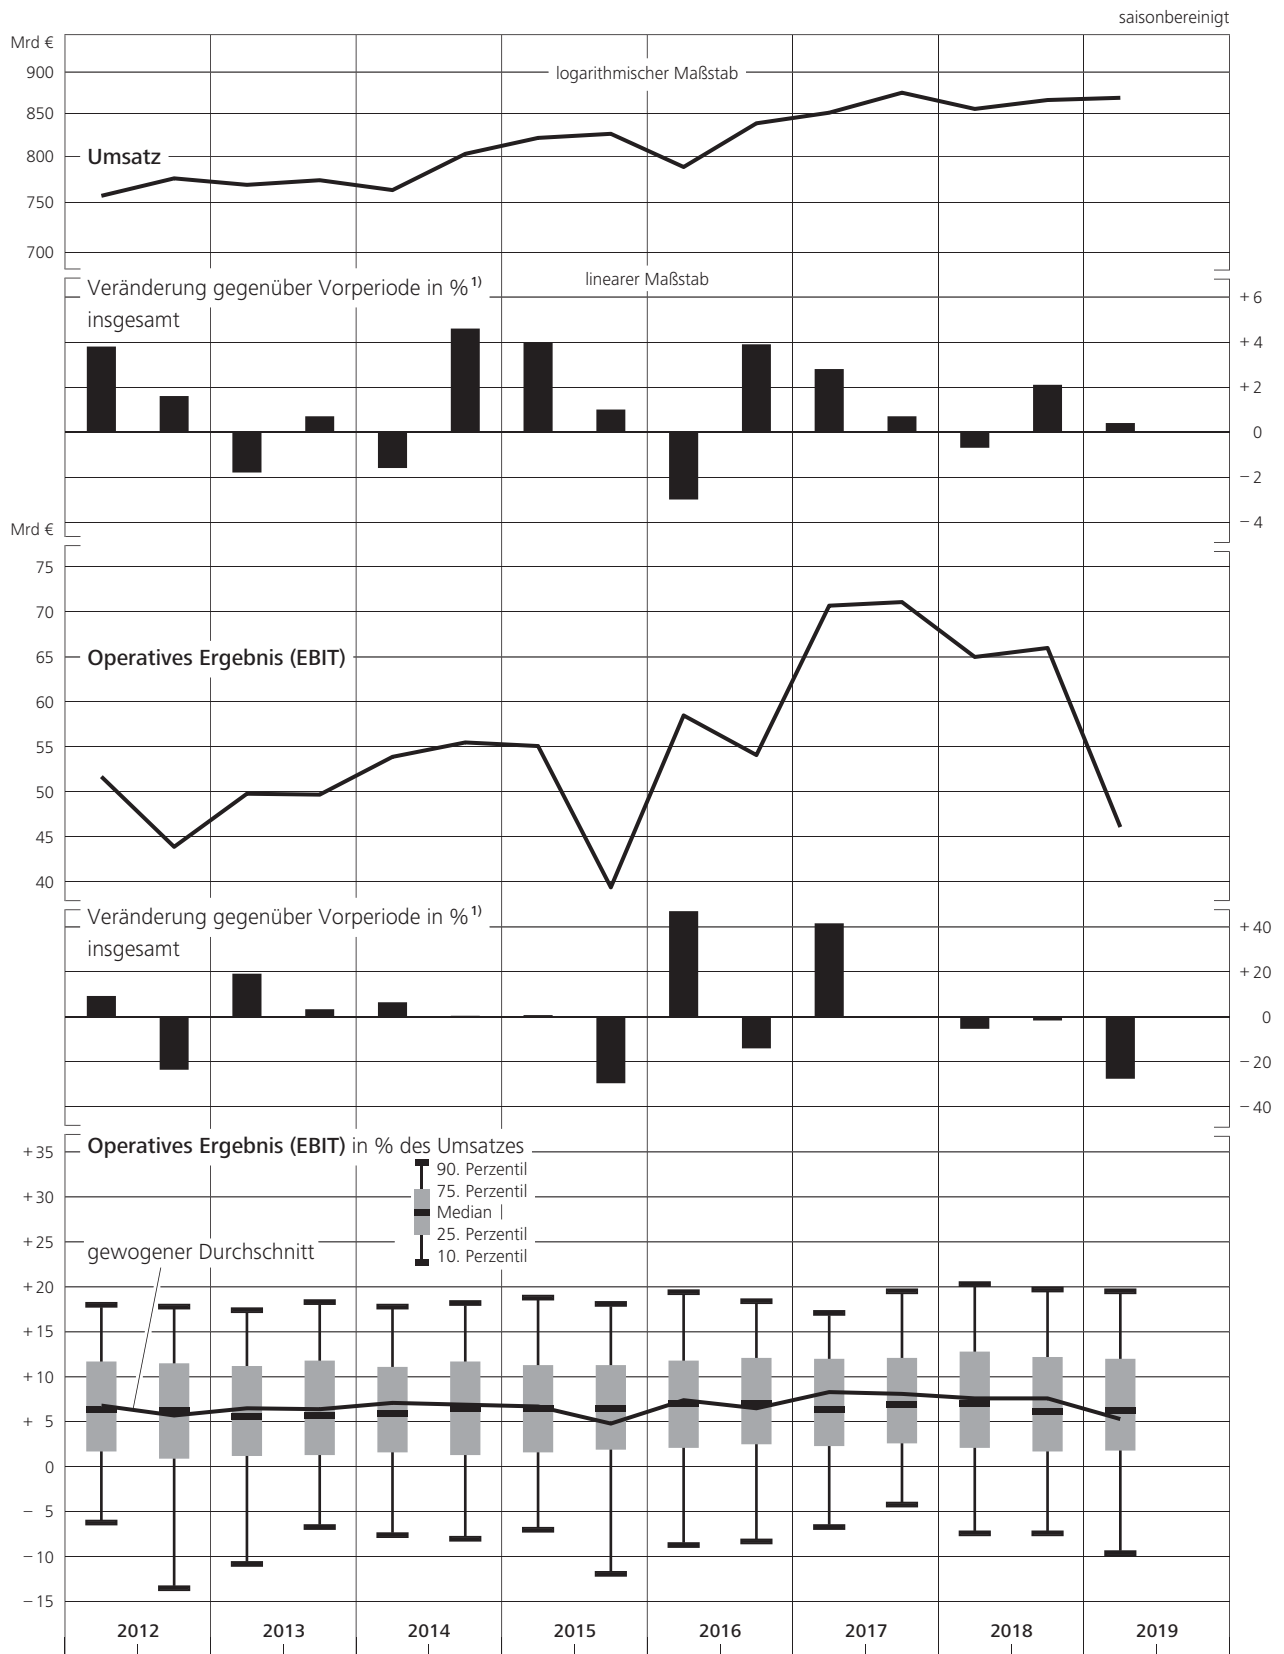 saisonbereinigt
Mrd €
900
logarithmischer Maßstab
850
800
Umsatz
750
700
Veränderung gegenüber Vorperiode in %¹⁾
linearer Maßstab
insgesamt
+ 6
+ 4
+ 2
0
− 2
− 4
Mrd €
75
70
65
Operatives Ergebnis (EBIT)
60
55
50
45
40
Veränderung gegenüber Vorperiode in %¹⁾
insgesamt
+ 40
+ 20
0
− 20
− 40
Operatives Ergebnis (EBIT) in % des Umsatzes
+ 35
90. Perzentil
75. Perzentil
Median
25. Perzentil
10. Perzentil
+ 30
+ 25
gewogener Durchschnitt
+ 20
+ 15
+ 10
+ 5
0
− 5
− 10
− 15
2012 2013 2014 2015 2016 2017 2018 2019